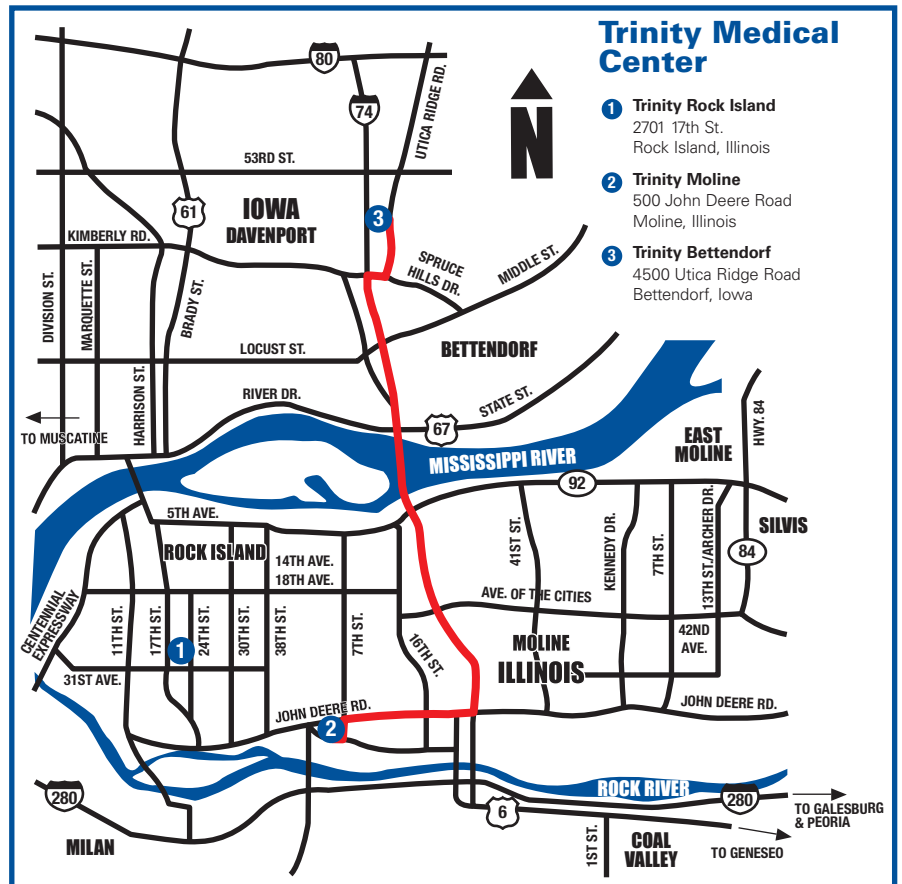 Trinity Medical
Center
1 Trinity Rock Island
2701 17th St.
Rock Island, Illinois
2 Trinity Moline
500 John Deere Road
Moline, Illinois
3 Trinity Bettendorf
4500 Utica Ridge Road
Bettendorf, Iowa
N
80
74
UTICA RIDGE RD.
53RD ST.
61
IOWA
DAVENPORT
3
KIMBERLY RD.
SPRUCE
HILLS DR.
MIDDLE ST.
DIVISION ST.
MARQUETTE ST.
BRADY ST.
LOCUST ST.
BETTENDORF
HARRISON ST.
RIVER DR.
STATE ST.
67
TO MUSCATINE
MISSISSIPPI RIVER
EAST
MOLINE
HWY. 84
92
5TH AVE.
ROCK ISLAND
14TH AVE.
18TH AVE.
41ST ST.
KENNEDY DR.
7TH ST.
13TH ST./ARCHER DR.
SILVIS
84
AVE. OF THE CITIES
CENTENNIAL
EXPRESSWAY
11TH ST.
17TH ST.
1
24TH ST.
30TH ST.
38TH ST.
7TH ST.
16TH ST.
MOLINE
ILLINOIS
42ND
AVE.
31ST AVE.
JOHN DEERE RD.
JOHN DEERE RD.
2
ROCK RIVER
280
280
TO GALESBURG
& PEORIA
6
MILAN
1ST ST.
COAL
VALLEY
TO GENESEO